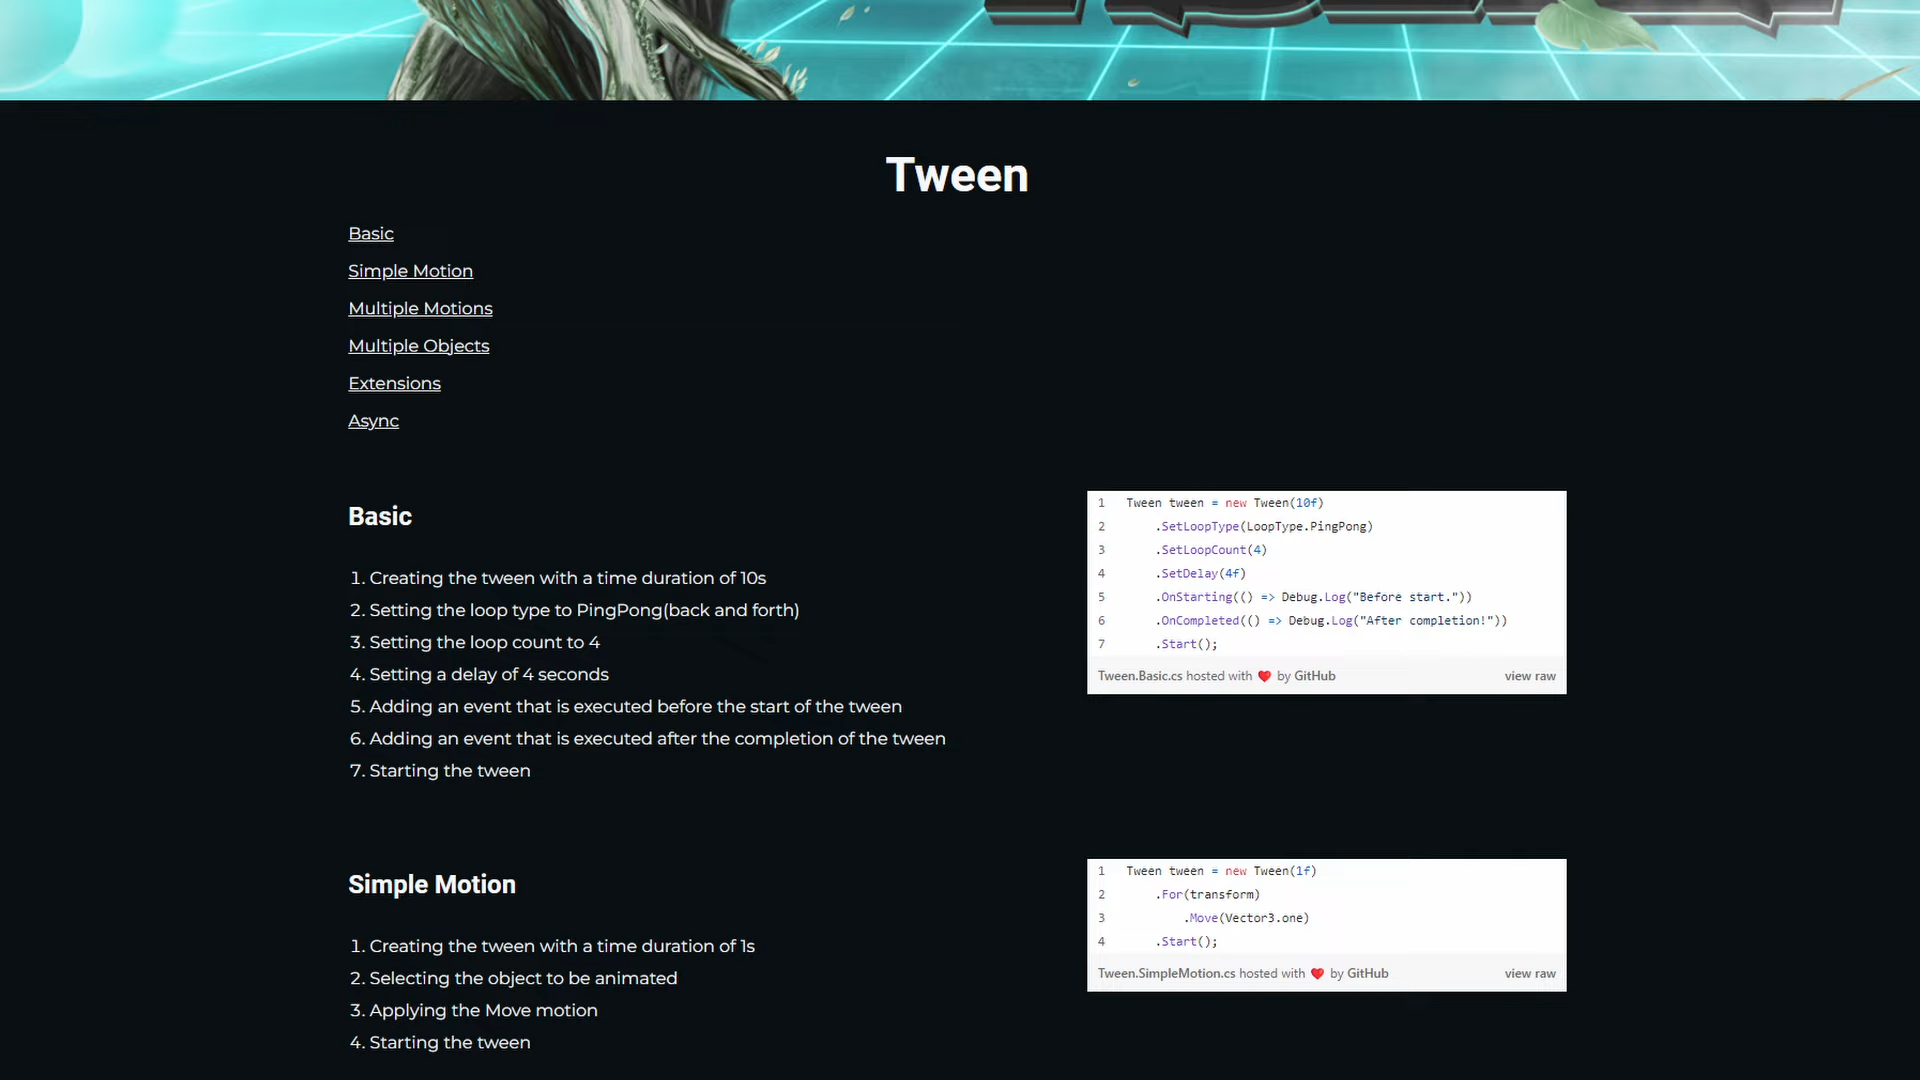 Tween
Basic
Simple Motion
Multiple Motions
Multiple Objects
Extensions
Async
Basic
1. Creating the tween with a time duration of 10s
2. Setting the loop type to PingPong(back and forth)
3. Setting the loop count to 4
4. Setting a delay of 4 seconds
5. Adding an event that is executed before the start of the tween
6. Adding an event that is executed after the completion of the tween
7. Starting the tween
1 Tween tween = new Tween(10f)
2 .SetLoopType(LoopType.PingPong)
3 .SetLoopCount(4)
4 .SetDelay(4f)
5 .OnStarting(() => Debug.Log("Before start."))
6 .OnCompleted(() => Debug.Log("After completion!"))
7 .Start();
Tween.Basic.cs hosted with ❤ by GitHub view raw
Simple Motion
1. Creating the tween with a time duration of 1s
2. Selecting the object to be animated
3. Applying the Move motion
4. Starting the tween
1 Tween tween = new Tween(1f)
2 .For(transform)
3 .Move(Vector3.one)
4 .Start();
Tween.SimpleMotion.cs hosted with ❤ by GitHub view raw